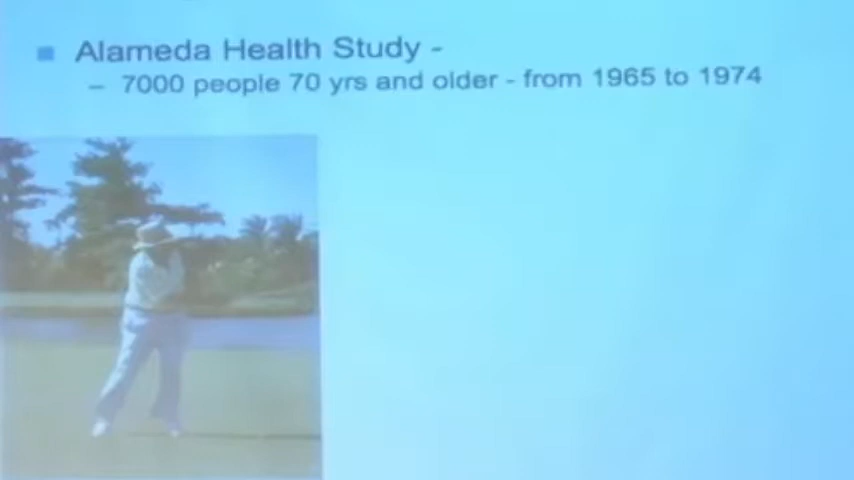 Alameda Health Study -
– 7000 people 70 yrs and older - from 1965 to 1974